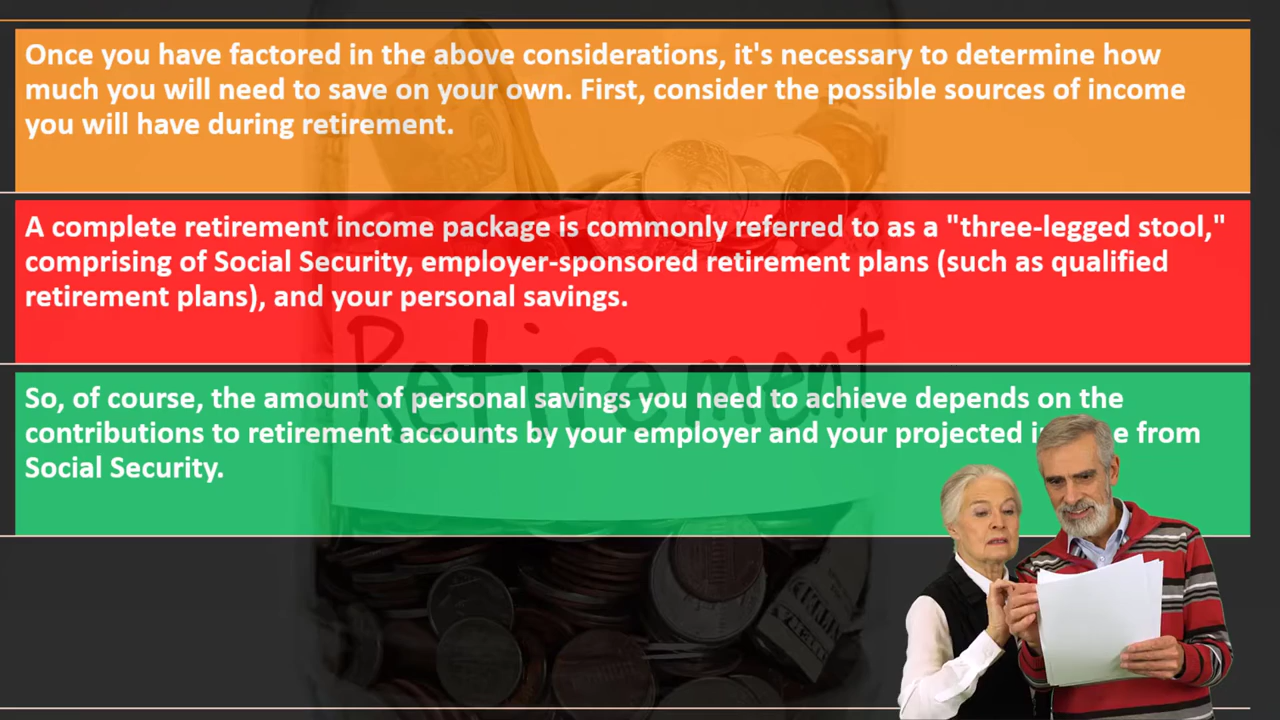 Once you have factored in the above considerations, it's necessary to determine how
much you will need to save on your own. First, consider the possible sources of income
you will have during retirement.
A complete retirement income package is commonly referred to as a "three-legged stool,"
comprising of Social Security, employer-sponsored retirement plans (such as qualified
retirement plans), and your personal savings.
Retirement
So, of course, the amount of personal savings you need to achieve depends on the
contributions to retirement accounts by your employer and your projected from
Social Security.